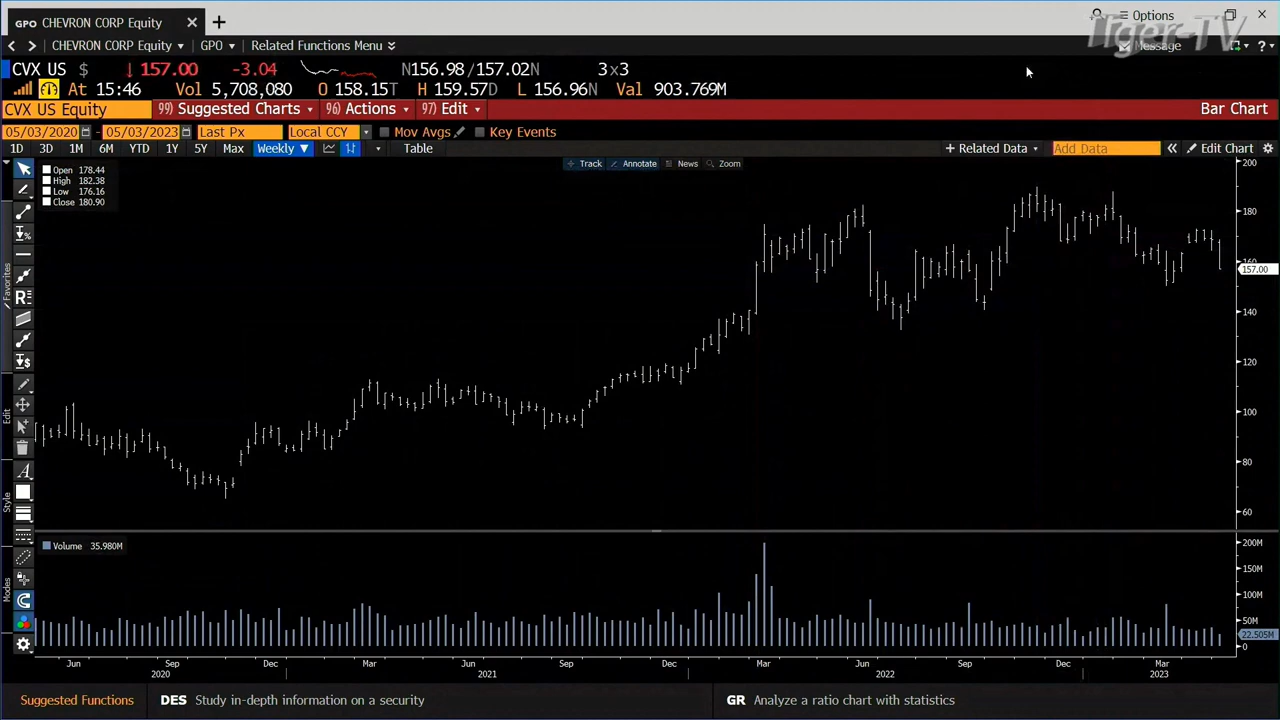 GPO CHEVRON CORP Equity × +
Options
Tiger-TV
CHEVRON CORP Equity GPO Related Functions Menu
Message ?
CVX US $ ↓157.00 -3.04 N156.98/157.02N 3x3
At 15:46 Vol 5,708,080 O 158.15T H 159.57D L 156.96N Val 903.769M
CVX US Equity 99) Suggested Charts 96) Actions 97) Edit Bar Chart
05/03/2020 - 05/03/2023 Last Px Local CCY Mov Avgs Key Events
1D 3D 1M 6M YTD 1Y 5Y Max Weekly ▼ Table + Related Data Add Data « Edit Chart
Track Annotate News Zoom
Open 178.44
High 182.38
Low 176.16
Close 180.90
200
180
160
157.00
140
120
100
80
60
Favorites
Edit
Style
Modes
Volume 35.980M
200M
150M
100M
50M
22.505M
0
Jun Sep Dec Mar Jun Sep Dec Mar Jun Sep Dec Mar
2020 2021 2022 2023
Suggested Functions DES Study in-depth information on a security GR Analyze a ratio chart with statistics